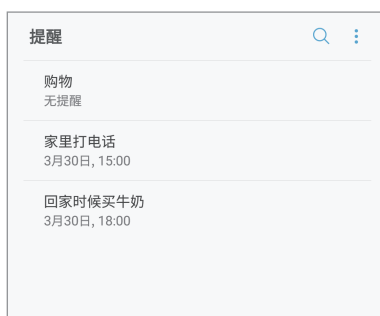 提醒
购物
无提醒
家里打电话
3月30日, 15:00
回家时候买牛奶
3月30日, 18:00